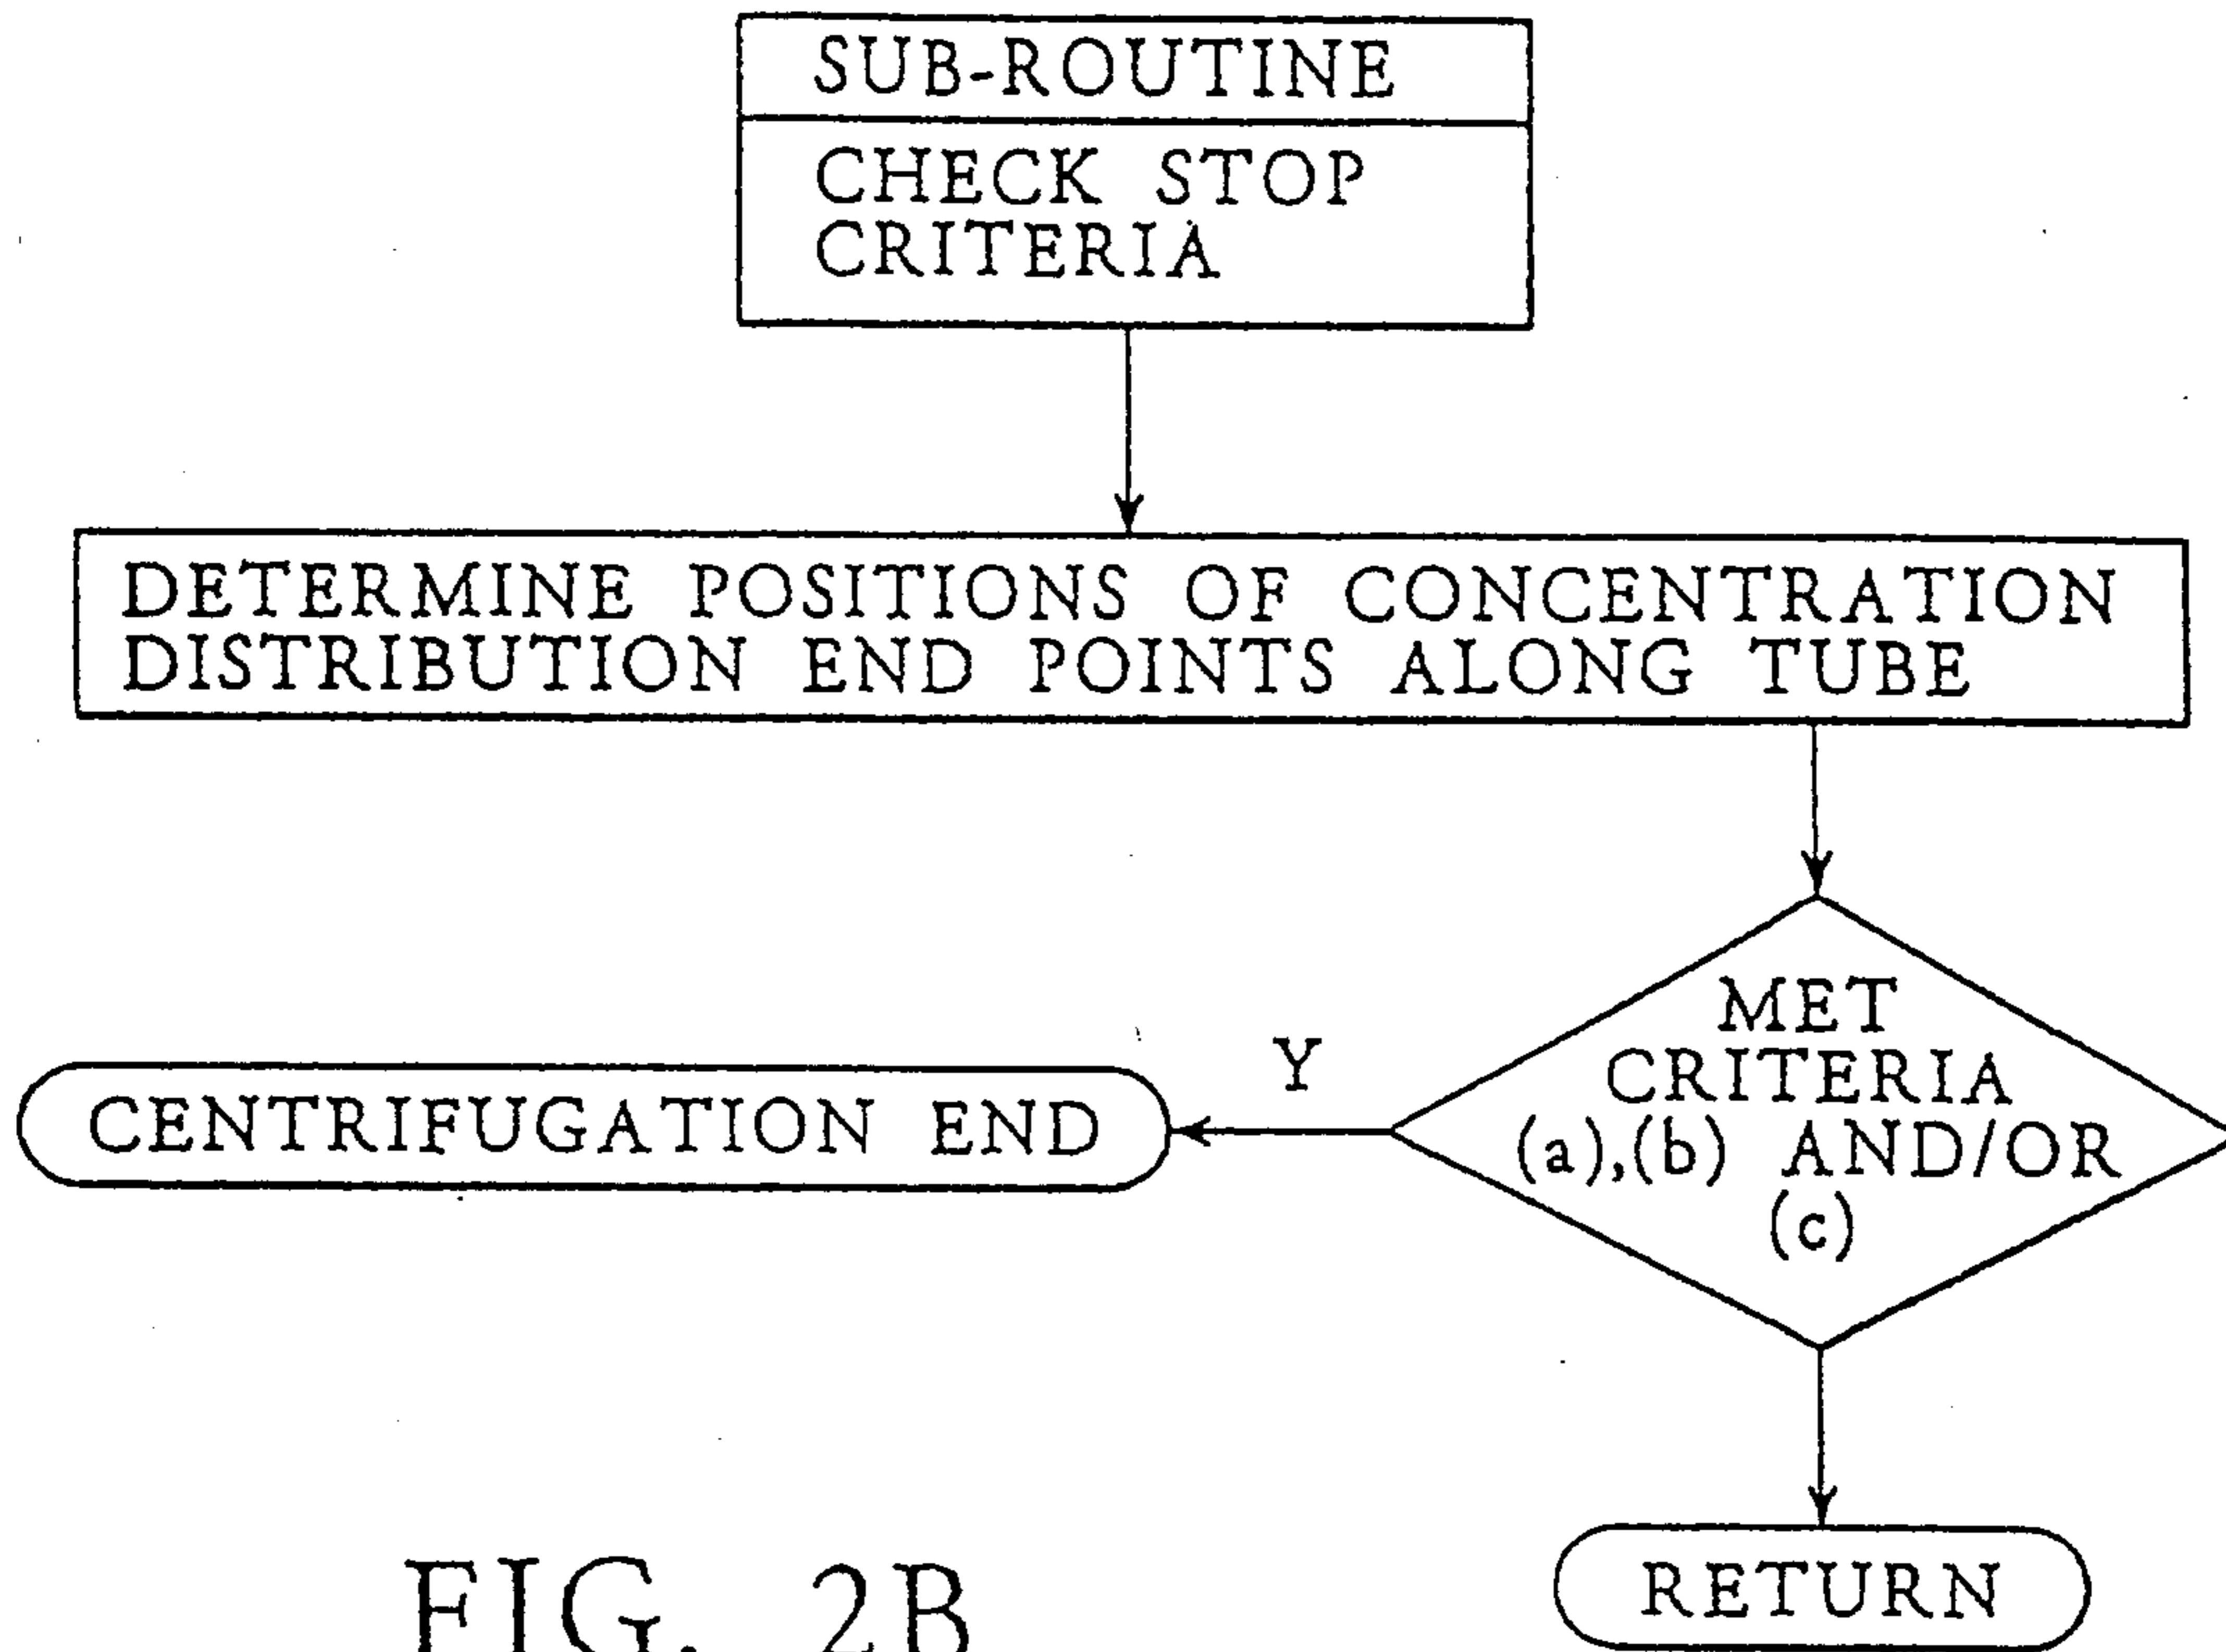 SUB-ROUTINE
CHECK STOP
CRITERIA
DETERMINE POSITIONS OF CONCENTRATION
DISTRIBUTION END POINTS ALONG TUBE
MET
CRITERIA
(a),(b) AND/OR
(c)
Y
CENTRIFUGATION END
RETURN
FIG. 2B